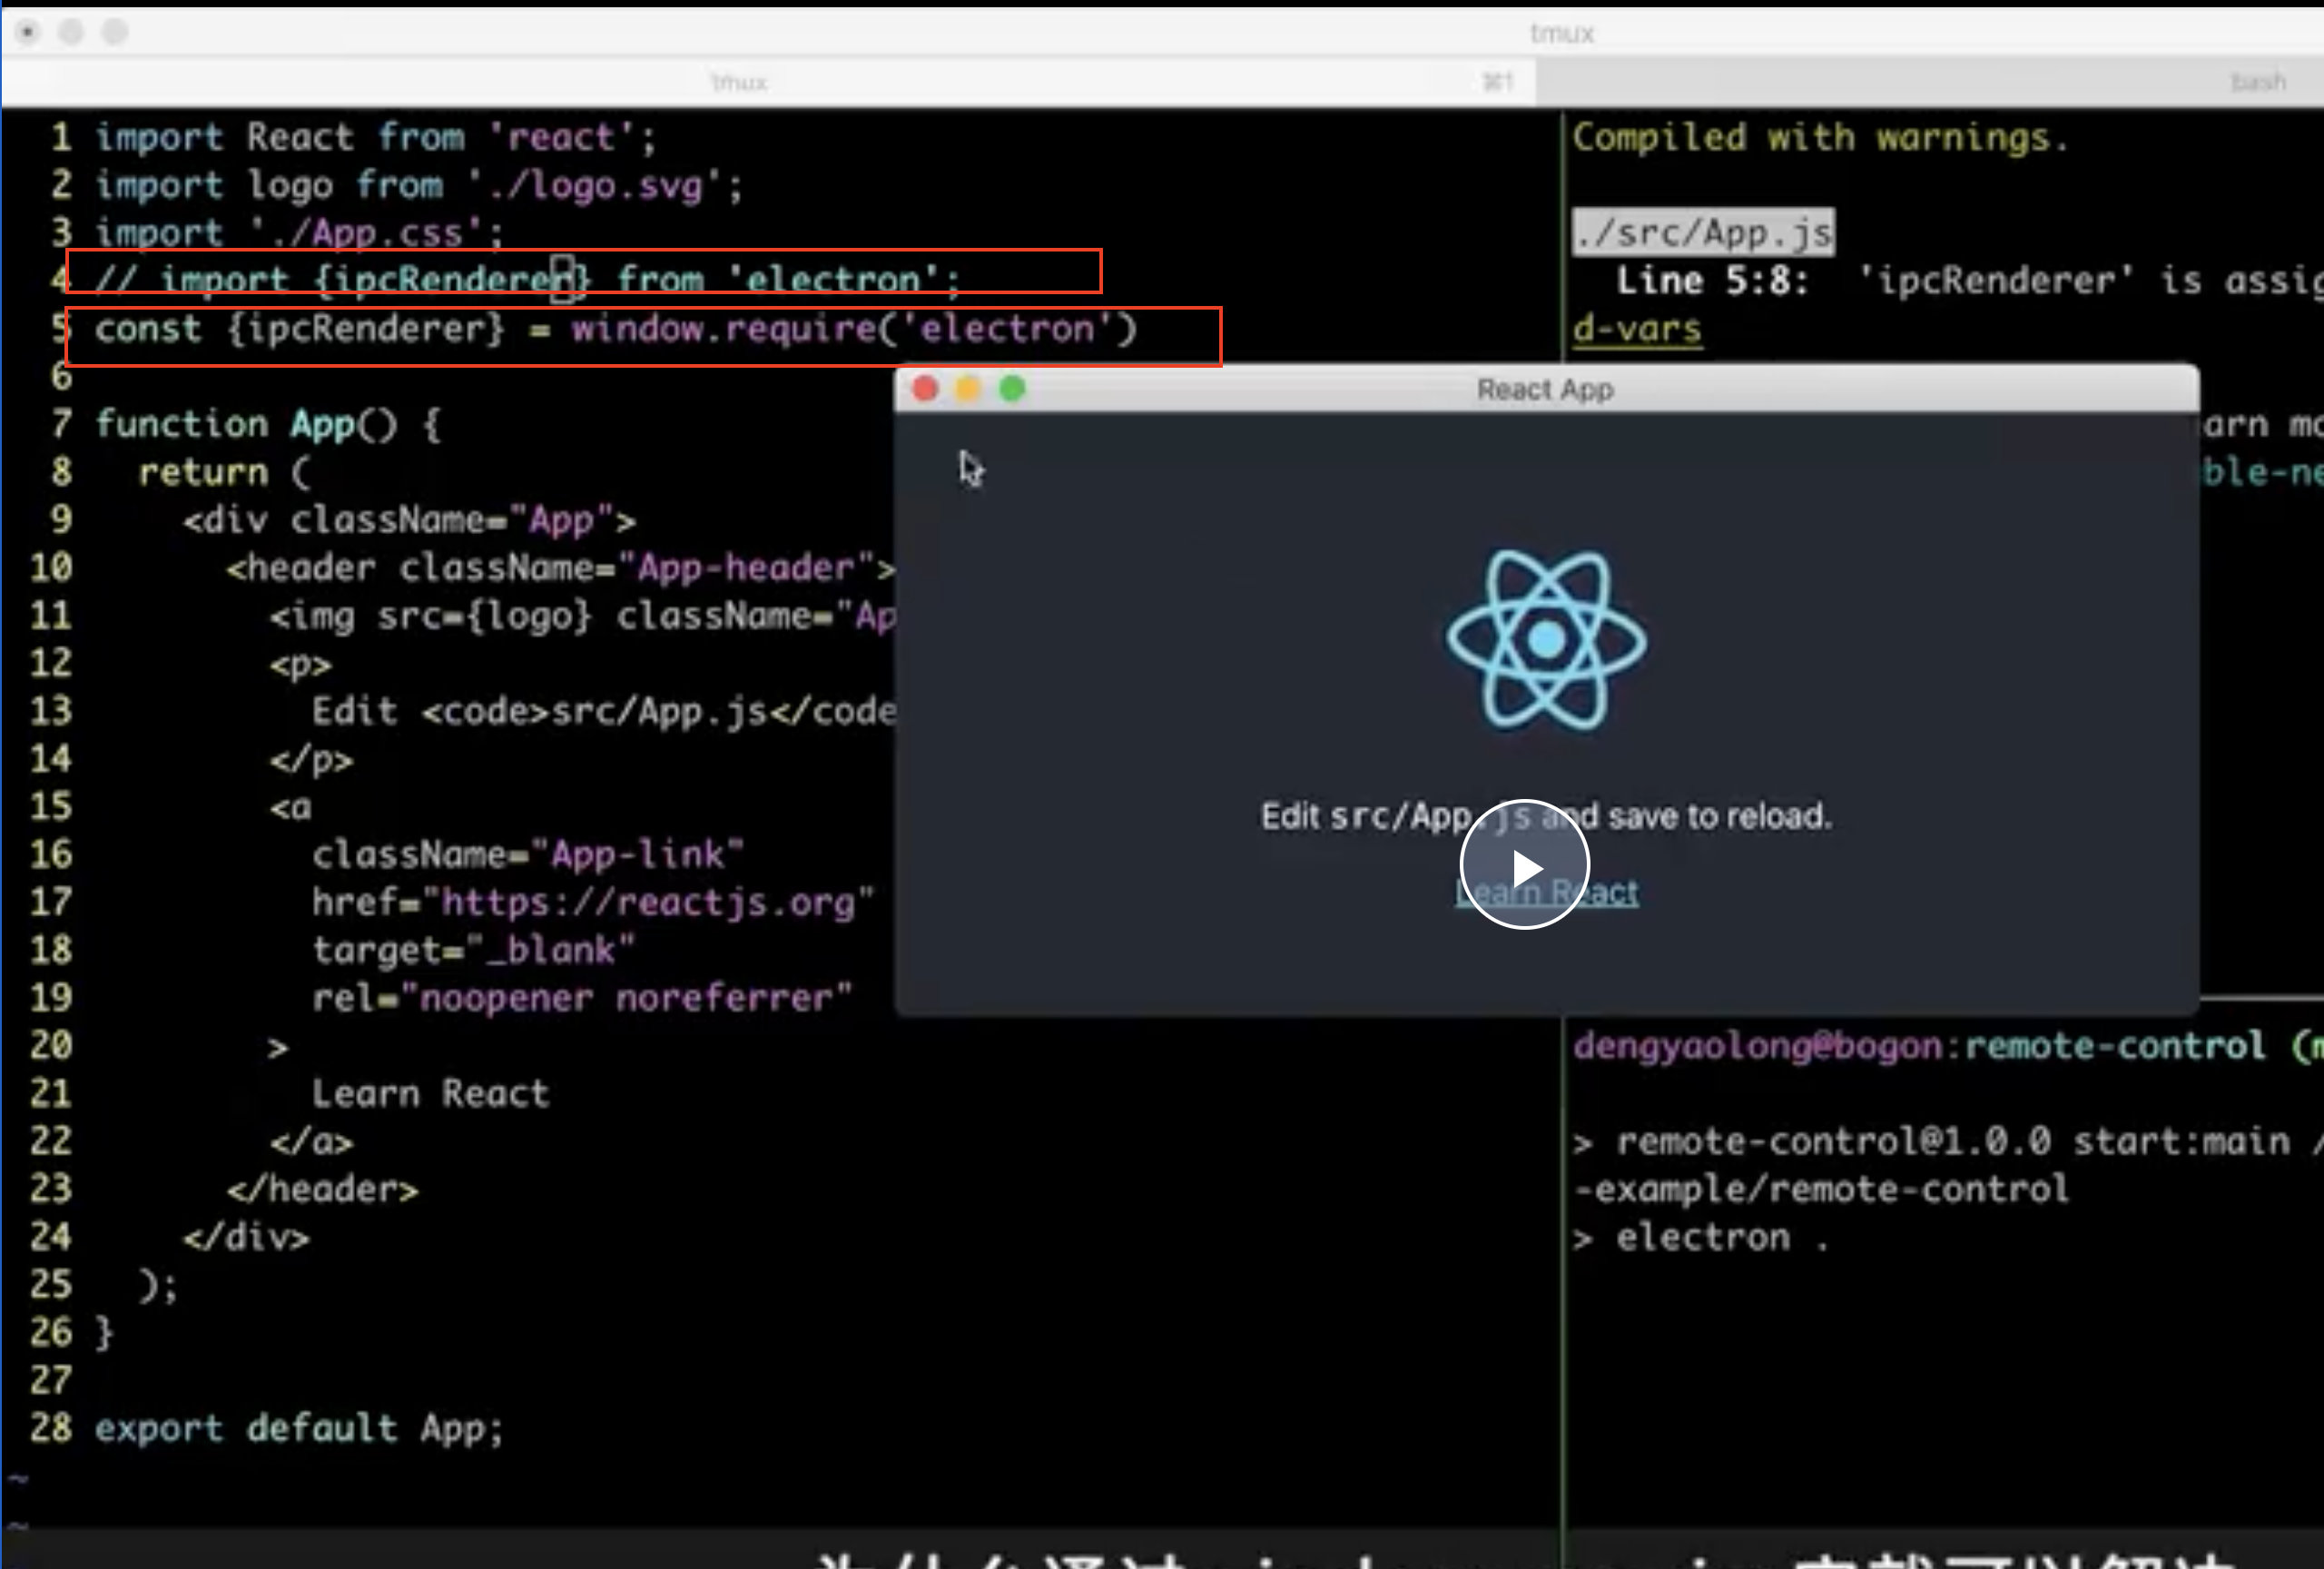 tmux
tmux ⌘1 bash
1 import React from 'react';
2 import logo from './logo.svg';
3 import './App.css';
4 // import {ipcRenderer} from 'electron';
5 const {ipcRenderer} = window.require('electron')
6
7 function App() {
8 return (
9 <div className="App">
10 <header className="App-header">
11 <img src={logo} className="Ap
12 <p>
13 Edit <code>src/App.js</code
14 </p>
15 <a
16 className="App-link"
17 href="https://reactjs.org"
18 target="_blank"
19 rel="noopener noreferrer"
20 >
21 Learn React
22 </a>
23 </header>
24 </div>
25 );
26 }
27
28 export default App;
~
~
Compiled with warnings.
./src/App.js
Line 5:8: 'ipcRenderer' is assig
d-vars
arn mo
ble-ne
React App
Edit src/App.js and save to reload.
Learn React
dengyaolong@bogon:remote-control (m
> remote-control@1.0.0 start:main /
-example/remote-control
> electron .